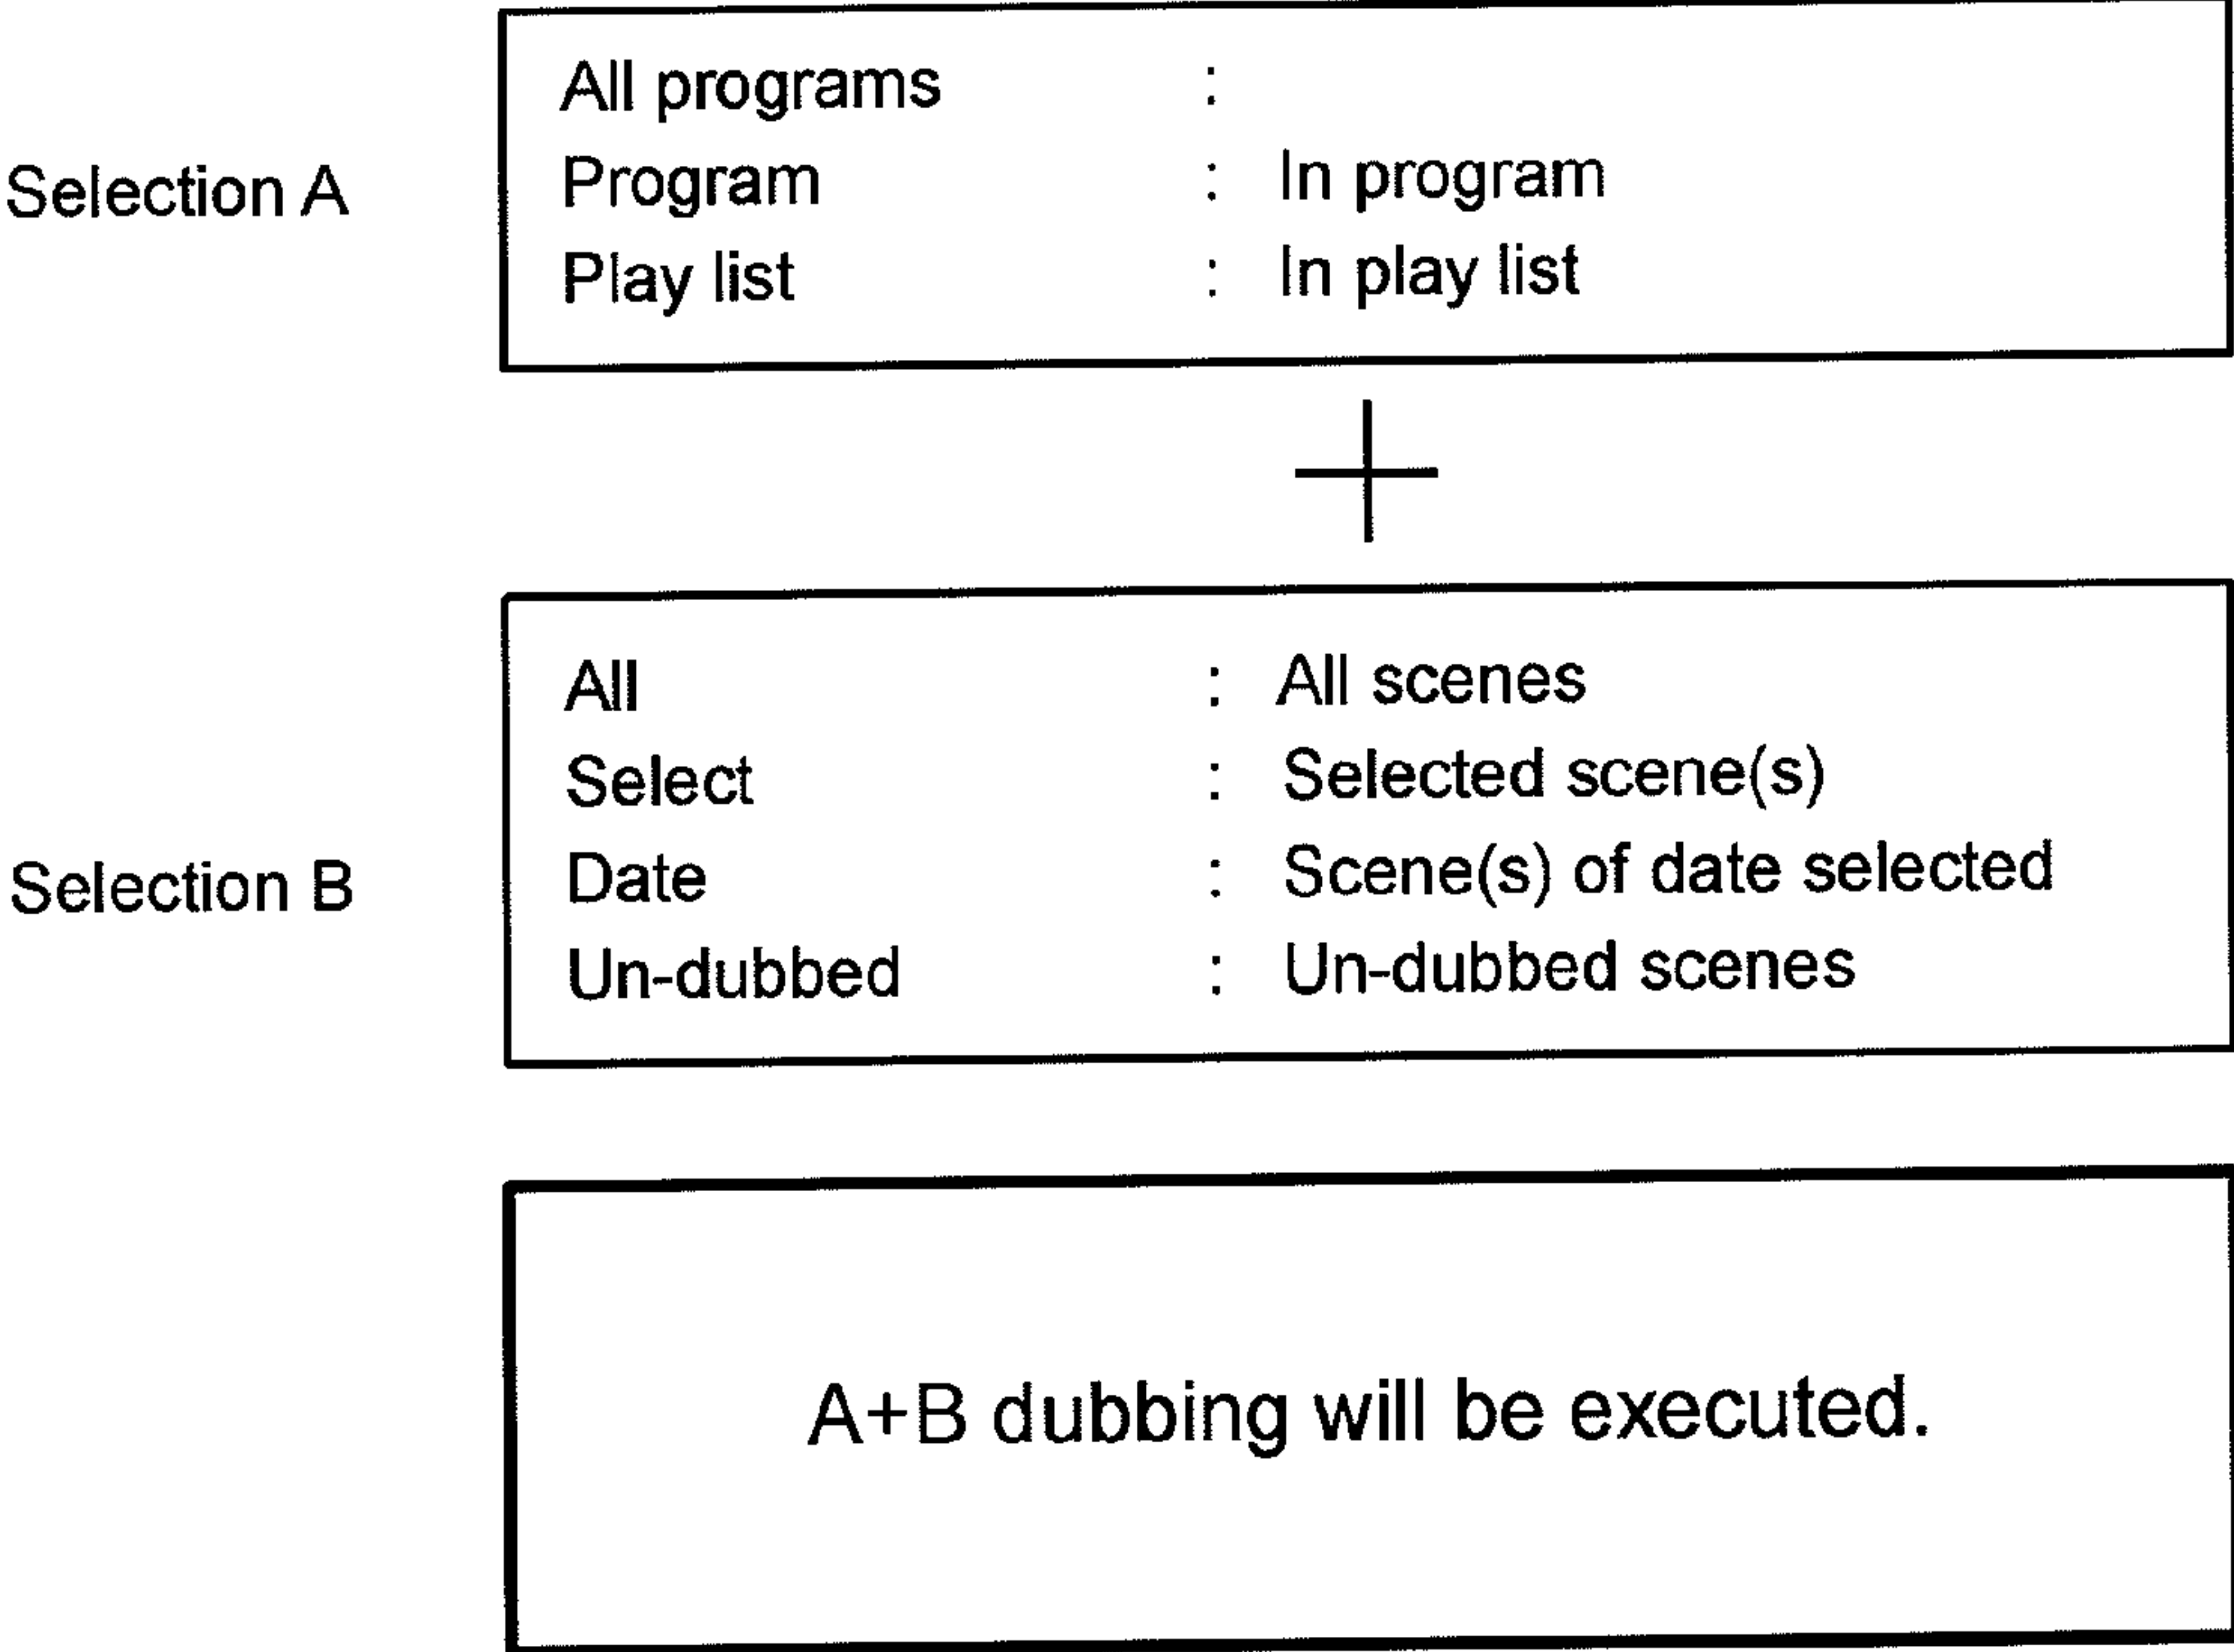 All programs :
Selection A Program : In program
Play list : In play list
+
All : All scenes
Select : Selected scene(s)
Selection B Date : Scene(s) of date selected
Un-dubbed : Un-dubbed scenes
A+B dubbing will be executed.